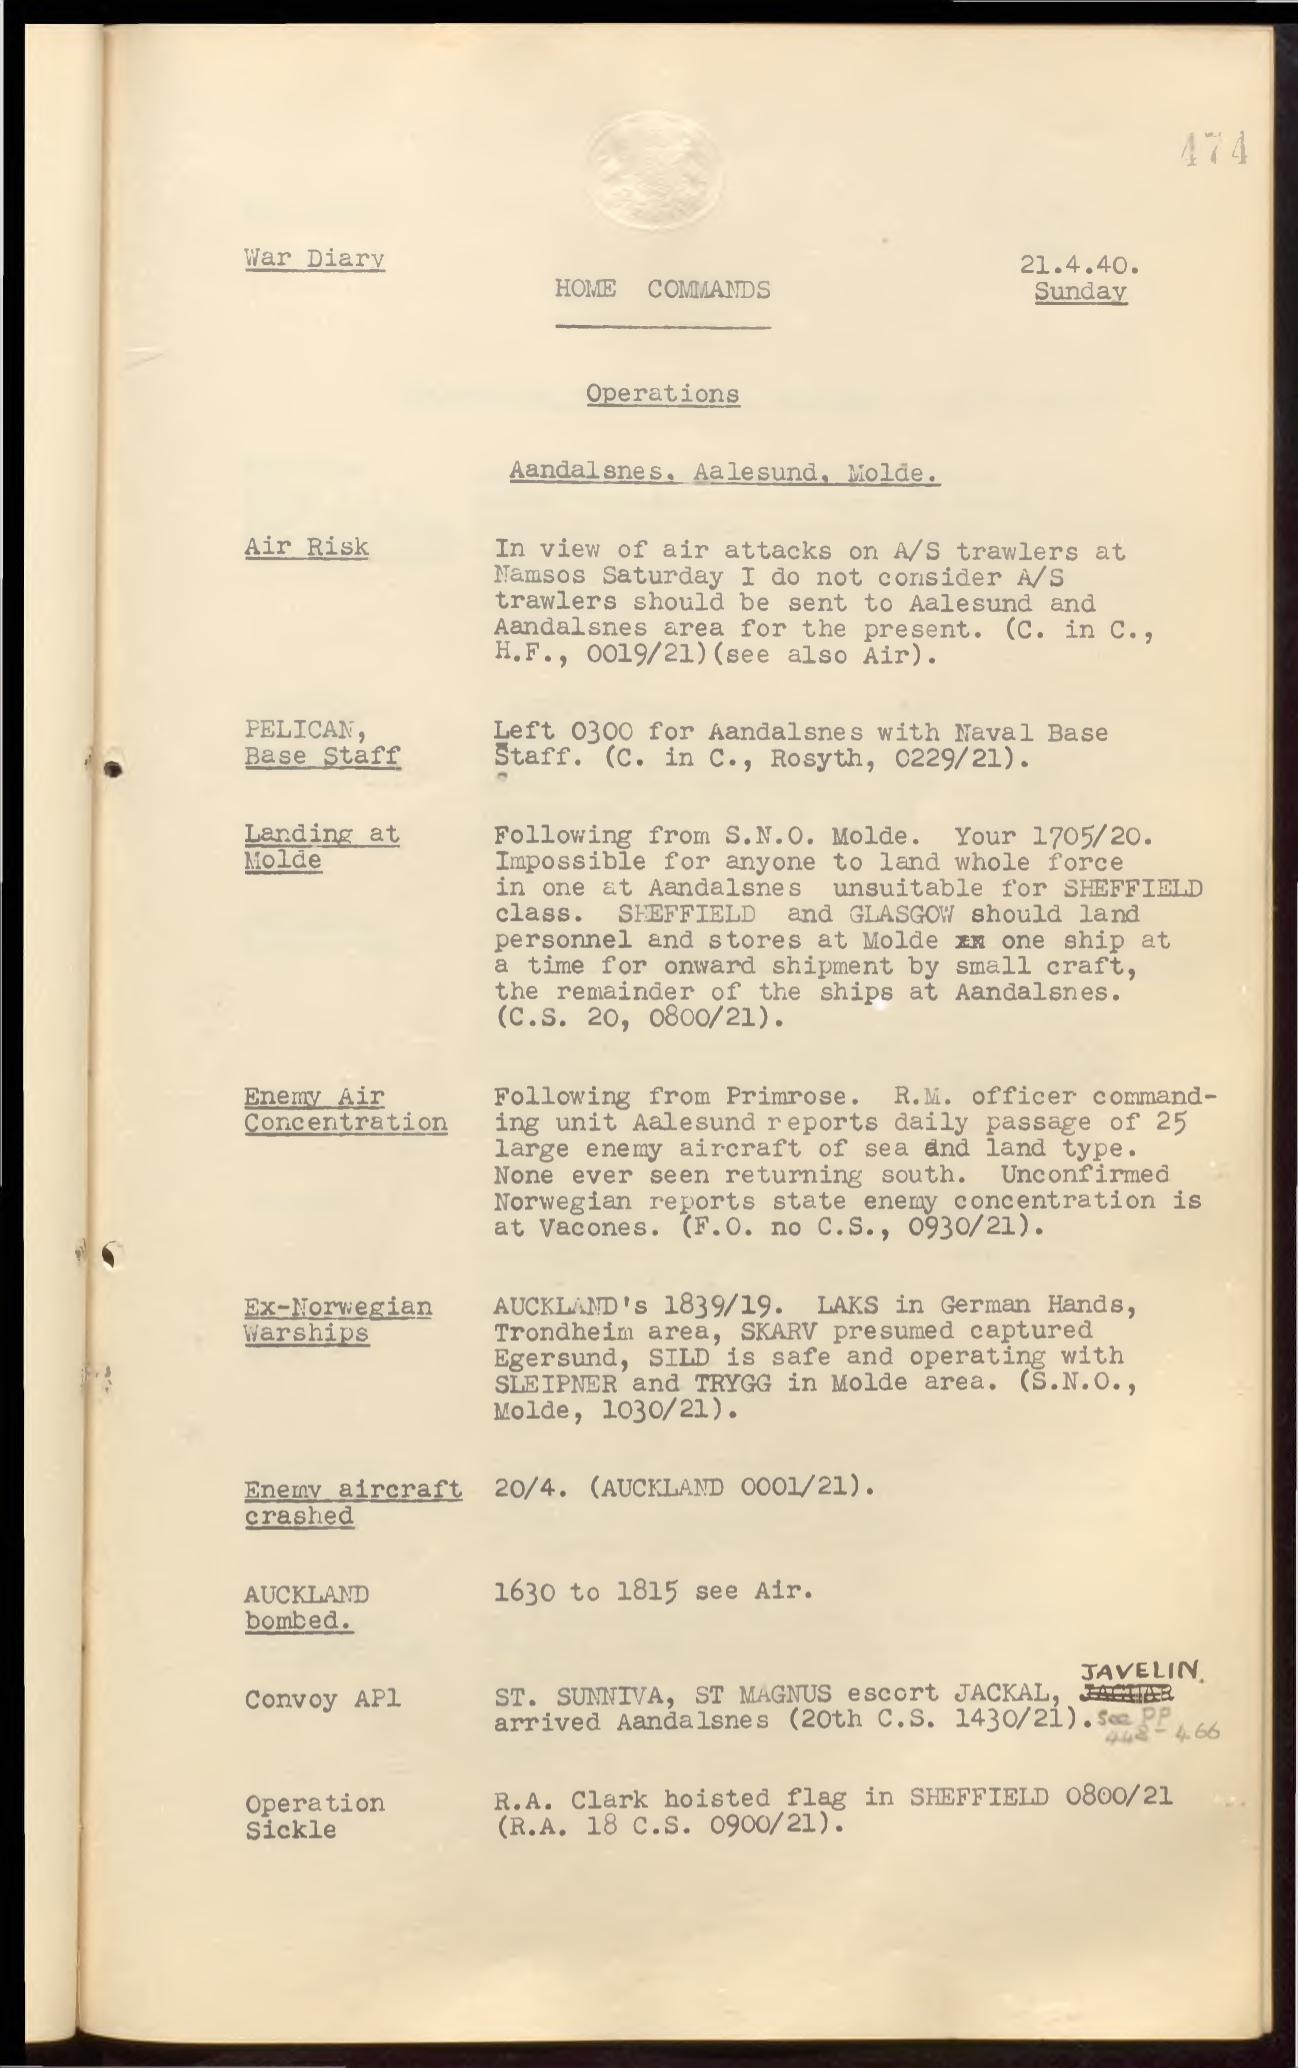 474
War Diary
21.4.40.
HOME COMMANDS
Sunday
Operations
Aandalsnes, Aalesund, Molde.
Air Risk
In view of air attacks on A/S trawlers at
Namsos Saturday I do not consider A/S
trawlers should be sent to Aalesund and
Aandalsnes area for the present. (C. in C.,
H.F., 0019/21)(see also Air).
PELICAN,
Base Staff
Left 0300 for Aandalsnes with Naval Base
Staff. (C. in C., Rosyth, 0229/21).
Landing at
Molde
Following from S.N.O. Molde. Your 1705/20.
Impossible for anyone to land whole force
in one at Aandalsnes unsuitable for SHEFFIELD
class. SHEFFIELD and GLASGOW should land
personnel and stores at Molde one ship at
a time for onward shipment by small craft,
the remainder of the ships at Aandalsnes.
(C.S. 20, 0800/21).
Enemy Air
Concentration
Following from Primrose. R.M. officer command-
ing unit Aalesund reports daily passage of 25
large enemy aircraft of sea and land type.
None ever seen returning south. Unconfirmed
Norwegian reports state enemy concentration is
at Vacones. (F.O. no C.S., 0930/21).
Ex-Norwegian
Warships
AUCKLAND's 1839/19. LAKS in German Hands,
Trondheim area, SKARV presumed captured
Egersund, SILD is safe and operating with
SLEIPNER and TRYGG in Molde area. (S.N.O.,
Molde, 1030/21).
Enemy aircraft
crashed
20/4. (AUCKLAND 0001/21).
AUCKLAND
bombed.
1630 to 1815 see Air.
JAVELIN.
Convoy AP1
ST. SUNNIVA, ST MAGNUS escort JACKAL, JAGUAR
arrived Aandalsnes (20th C.S. 1430/21). See PP
448-466
Operation
Sickle
R.A. Clark hoisted flag in SHEFFIELD 0800/21
(R.A. 18 C.S. 0900/21).